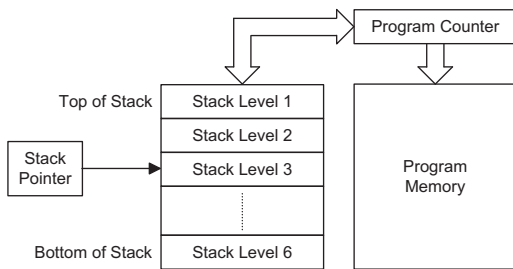 Program Counter
Top of Stack
Stack Level 1
Stack Level 2
Stack
Pointer
Stack Level 3
Program
Memory
Bottom of Stack
Stack Level 6